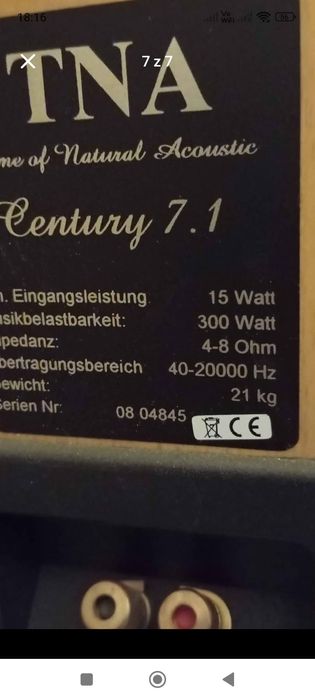 18:16
7 z 7
TNA
me of Natural Acoustic
Century 7.1
n. Eingangsleistung 15 Watt
sikbelastbarkeit: 300 Watt
pedanz: 4-8 Ohm
bertragungsbereich 40-20000 Hz
ewicht: 21 kg
Serien Nr: 08 04845 CE